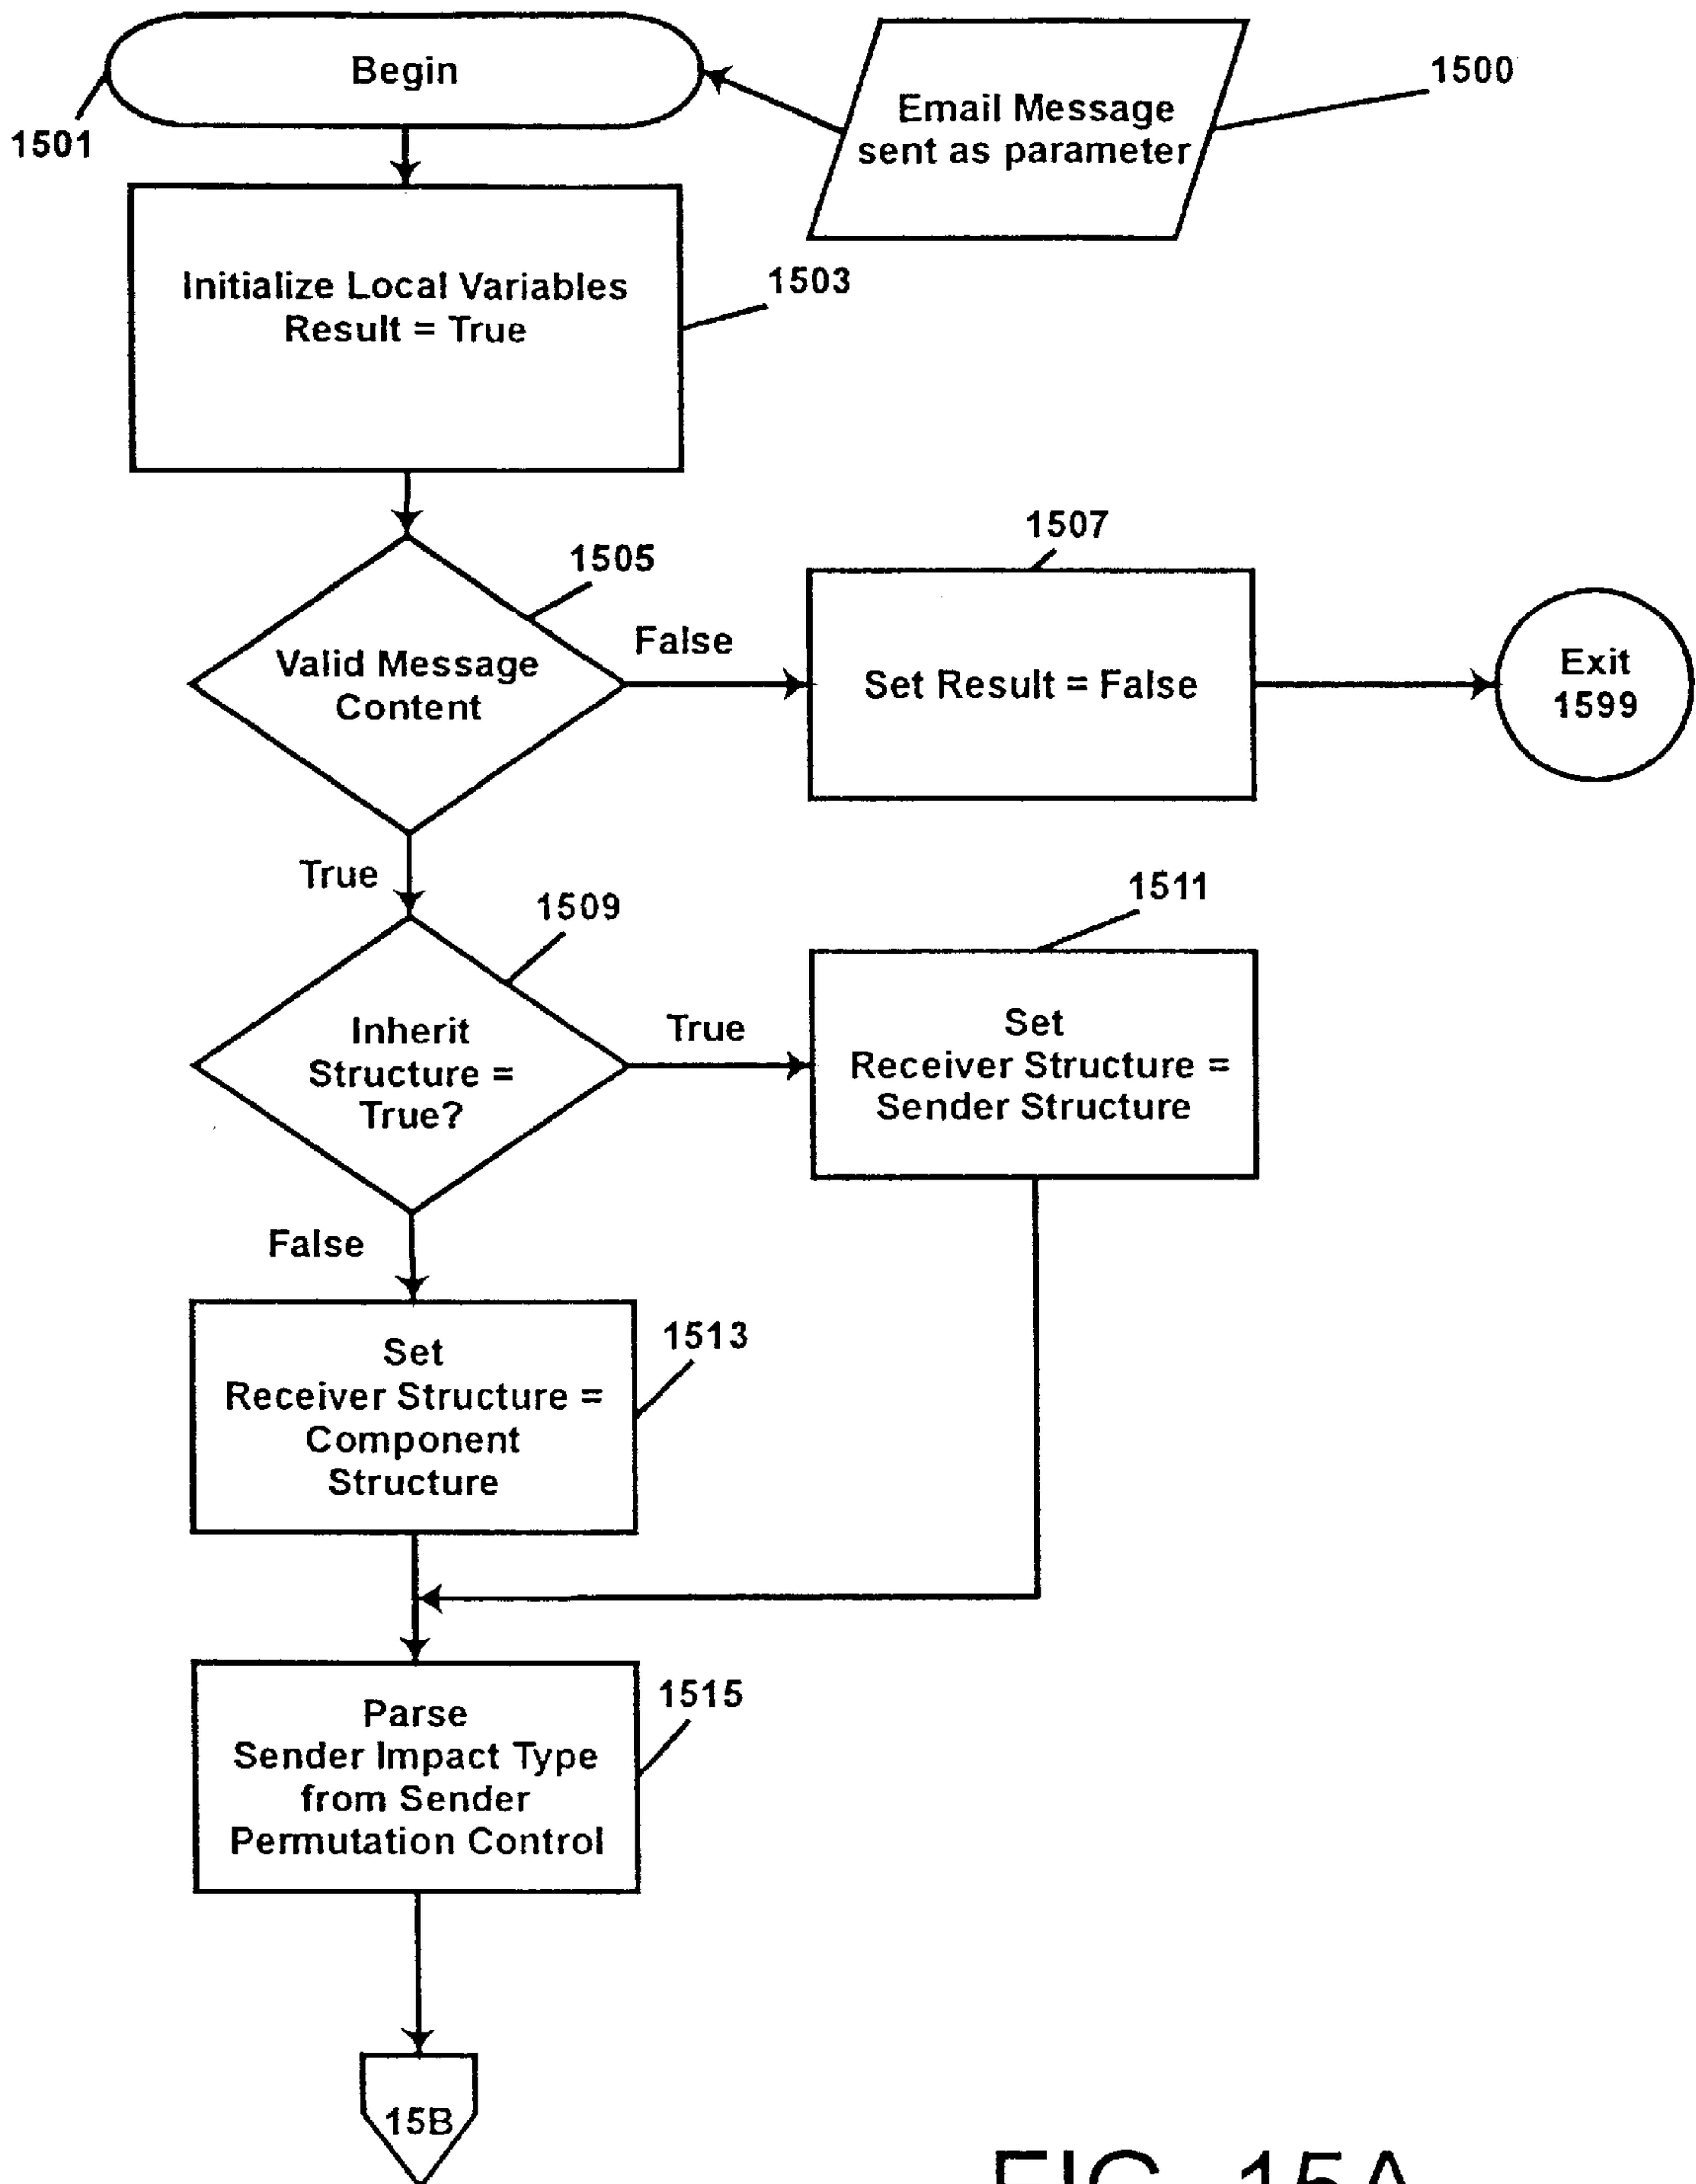 Begin
1500
Email Message
sent as parameter
1501
1503
Initialize Local Variables
Result = True
1507
1505
False
Valid Message
Content
Set Result = False
Exit
1599
True
1511
1509
Inherit
Structure =
True?
True
Set
Receiver Structure =
Sender Structure
False
1513
Set
Receiver Structure =
Component
Structure
1515
Parse
Sender Impact Type
from Sender
Permutation Control
15B
FIG. 15A